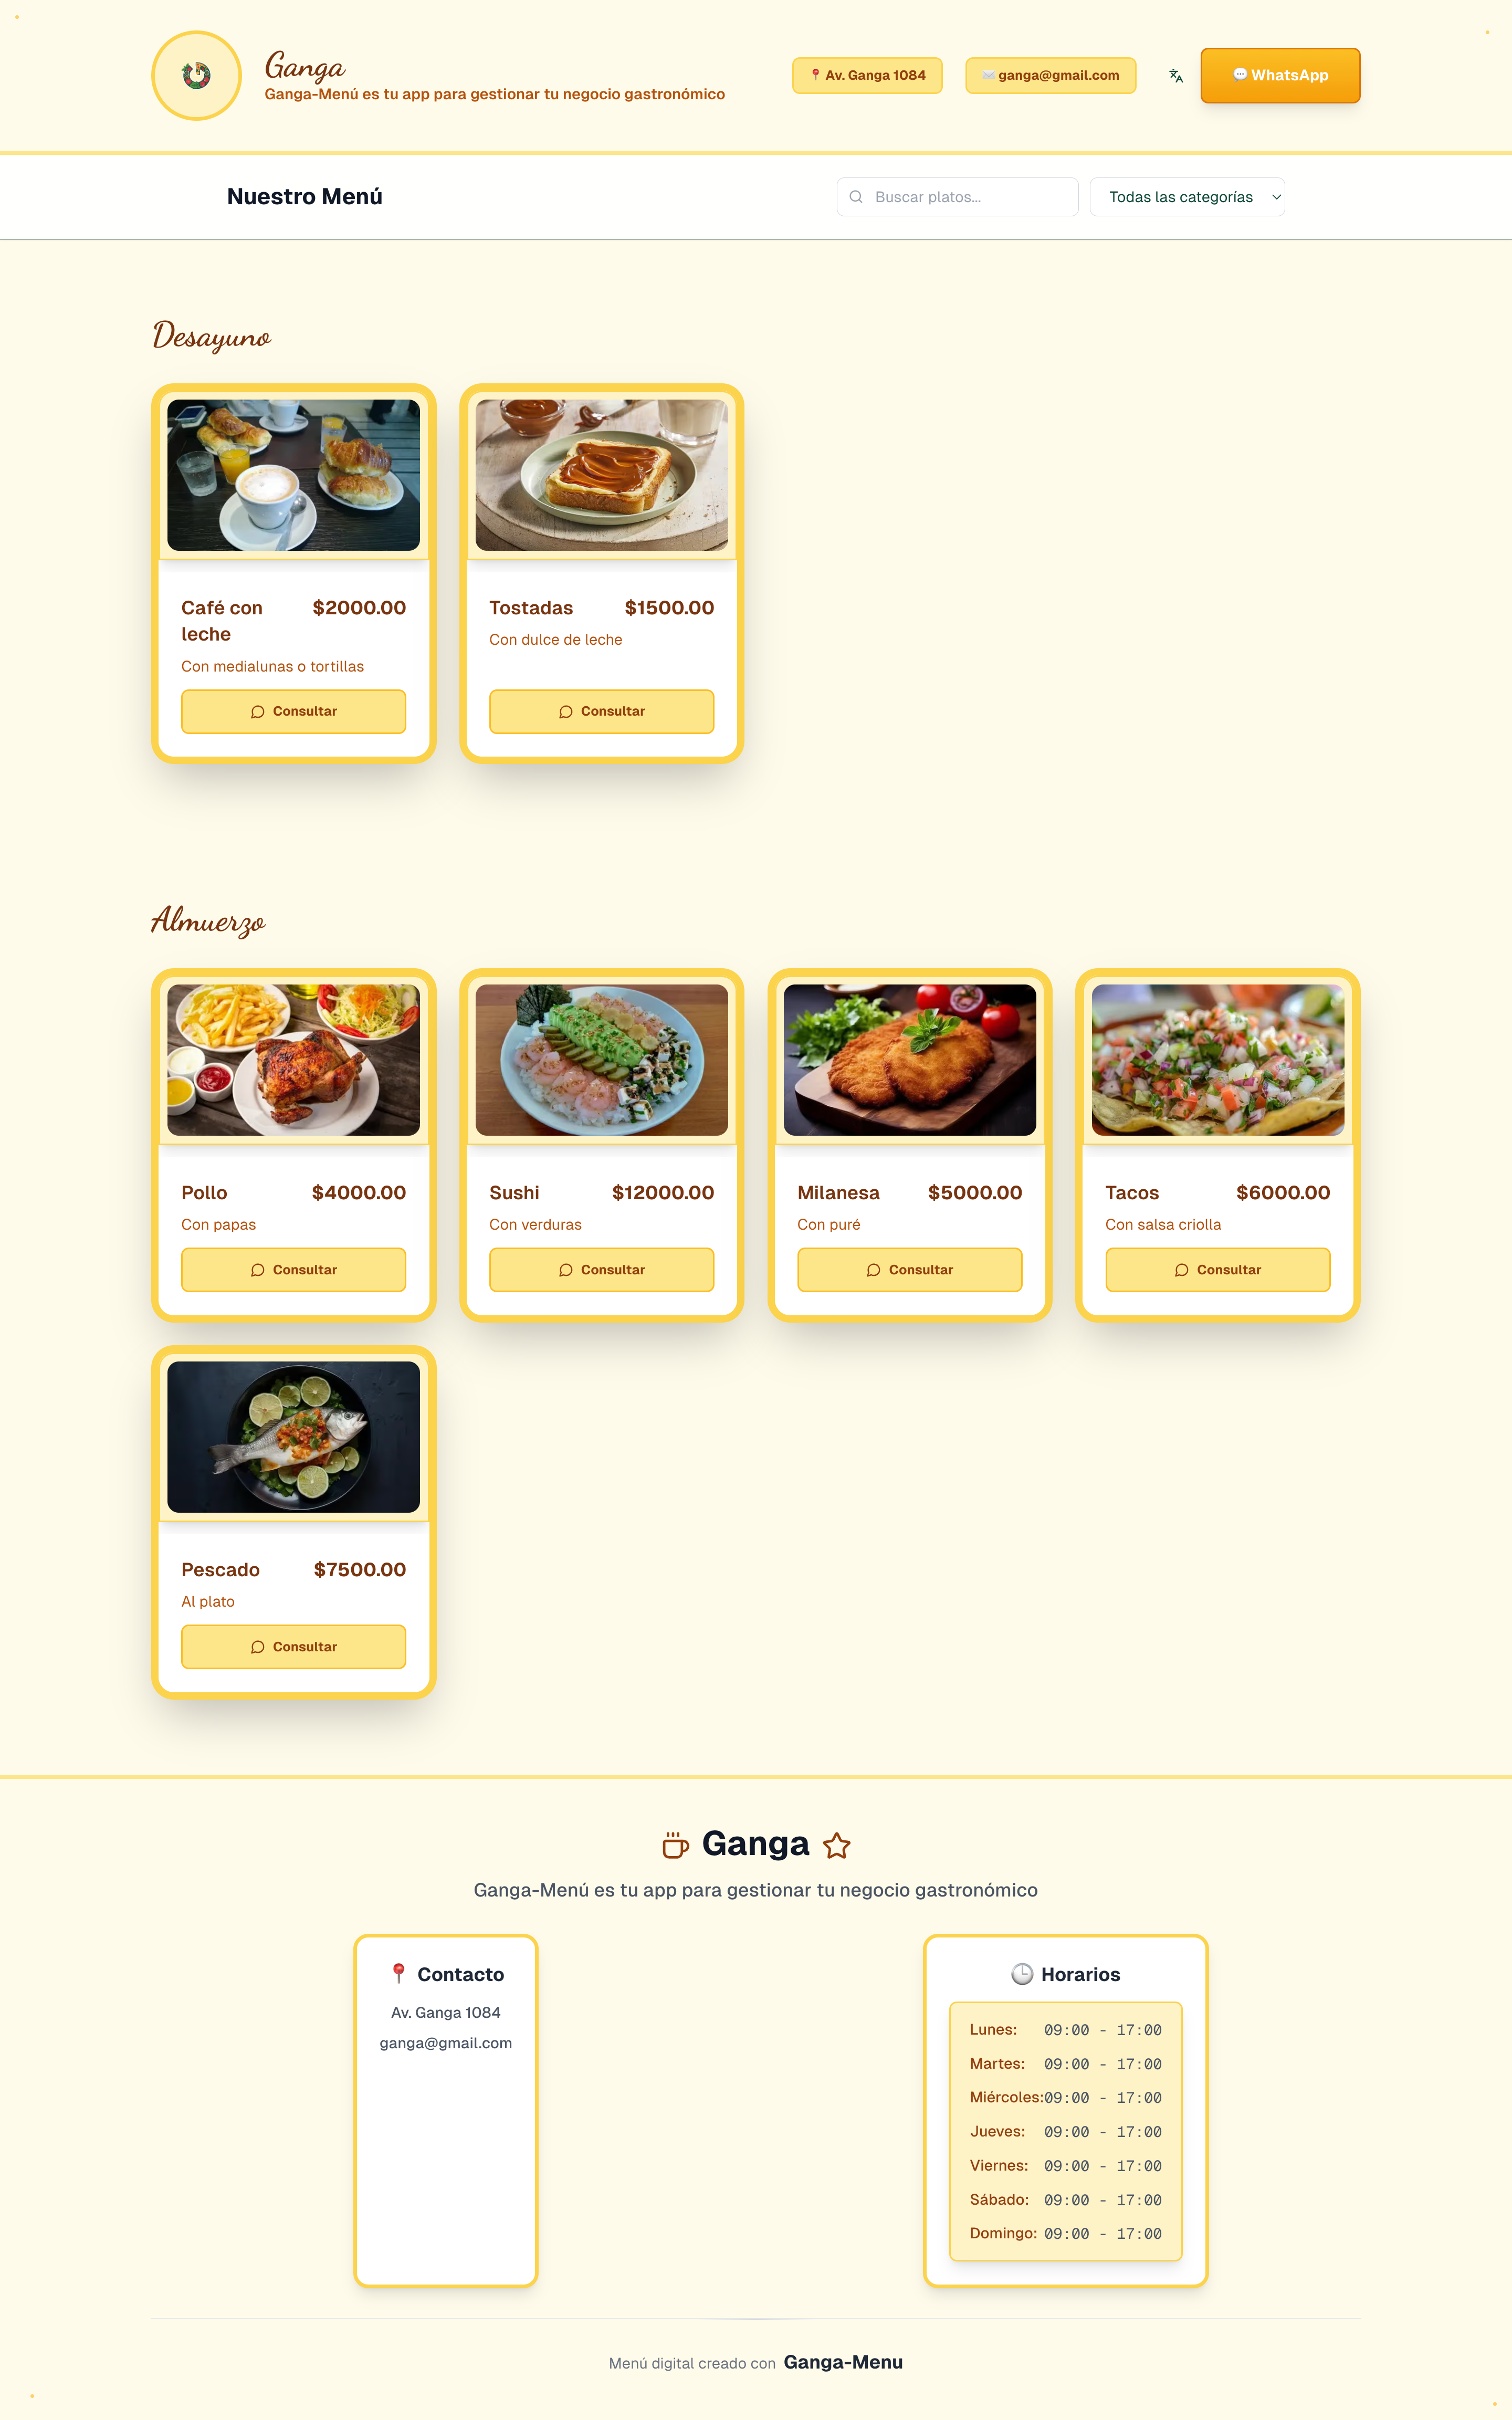 Ganga
Ganga-Menú es tu app para gestionar tu negocio gastronómico
📍 Av. Ganga 1084
✉️ ganga@gmail.com
💬 WhatsApp
Nuestro Menú
Buscar platos...
Todas las categorías
Desayuno
Café con leche
$2000.00
Con medialunas o tortillas
Consultar
Tostadas
$1500.00
Con dulce de leche
Consultar
Almuerzo
Pollo
$4000.00
Con papas
Consultar
Sushi
$12000.00
Con verduras
Consultar
Milanesa
$5000.00
Con puré
Consultar
Tacos
$6000.00
Con salsa criolla
Consultar
Pescado
$7500.00
Al plato
Consultar
Ganga
Ganga-Menú es tu app para gestionar tu negocio gastronómico
📍 Contacto
Av. Ganga 1084
ganga@gmail.com
🕒 Horarios
Lunes: 09:00 - 17:00
Martes: 09:00 - 17:00
Miércoles:09:00 - 17:00
Jueves: 09:00 - 17:00
Viernes: 09:00 - 17:00
Sábado: 09:00 - 17:00
Domingo: 09:00 - 17:00
Menú digital creado con Ganga-Menu